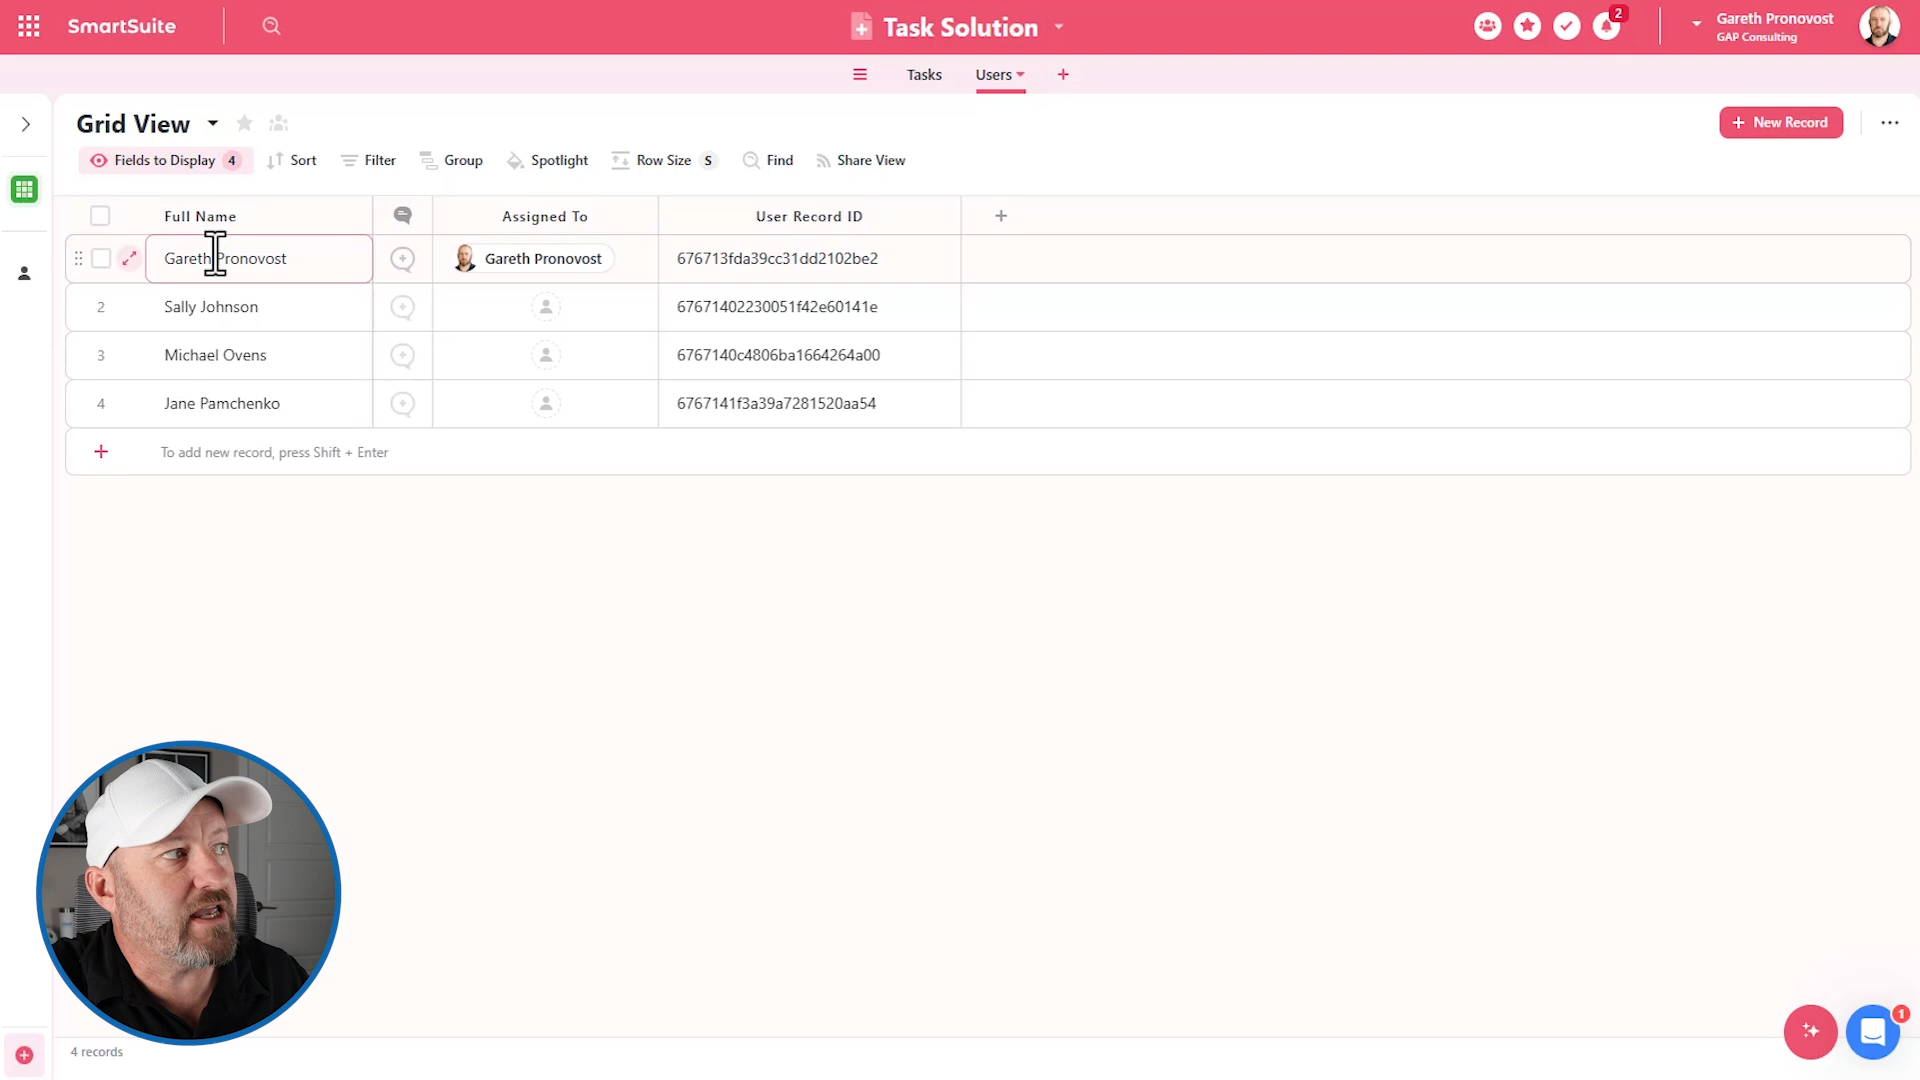 SmartSuite
Task Solution
2
Gareth Pronovost
GAP Consulting
Tasks
Users
Grid View
New Record
Fields to Display 4
Sort
Filter
Group
Spotlight
Row Size S
Find
Share View
Full Name
Assigned To
User Record ID
Gareth Pronovost
Gareth Pronovost
676713fda39cc31dd2102be2
2
Sally Johnson
67671402230051f42e60141e
3
Michael Ovens
6767140c4806ba1664264a00
4
Jane Pamchenko
6767141f3a39a7281520aa54
To add new record, press Shift + Enter
1
4 records